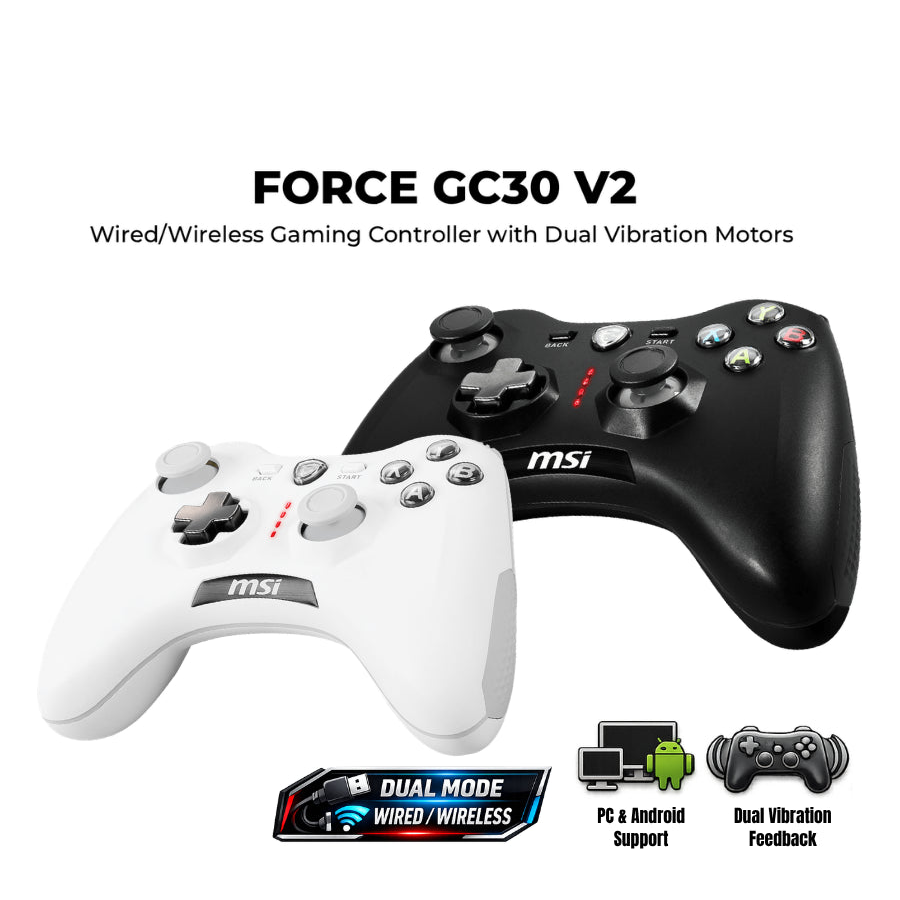 FORCE GC30 V2
Wired/Wireless Gaming Controller with Dual Vibration Motors
BACK
START
Y
X
B
A
msi
BACK
START
Y
X
B
A
msi
DUAL MODE
WIRED / WIRELESS
PC & Android
Support
Dual Vibration
Feedback